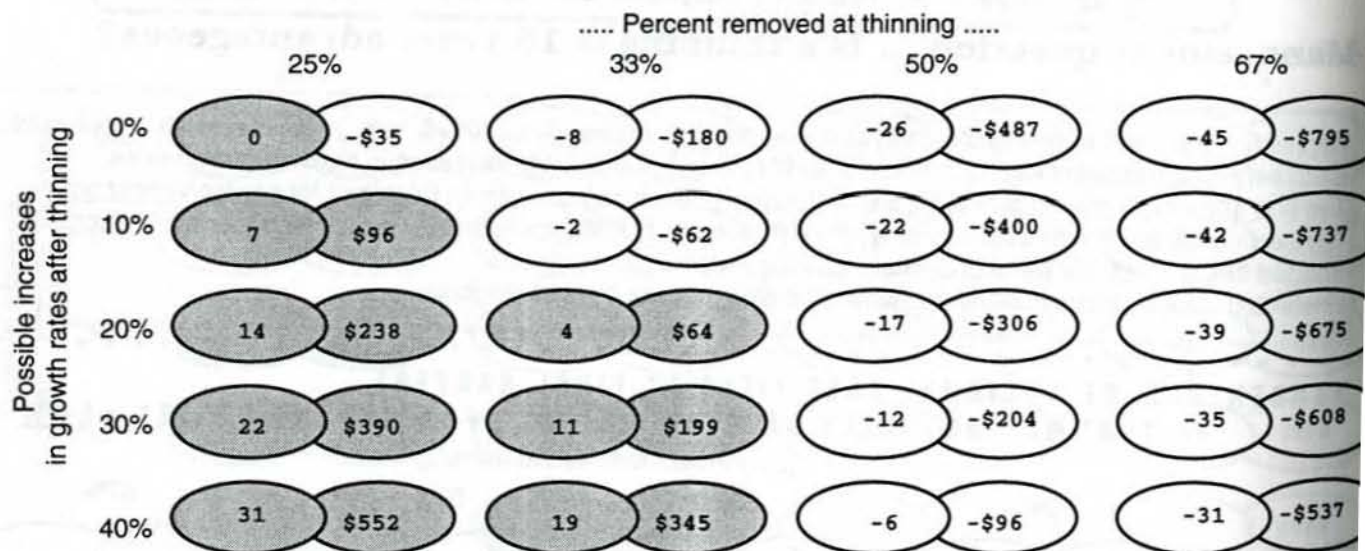 ..... Percent removed at thinning .....
25% 33% 50% 67%
Possible increases
in growth rates after thinning
0% 0 -$35 -8 -$180 -26 -$487 -45 -$795
10% 7 $96 -2 -$62 -22 -$400 -42 -$737
20% 14 $238 4 $64 -17 -$306 -39 -$675
30% 22 $390 11 $199 -12 -$204 -35 -$608
40% 31 $552 19 $345 -6 -$96 -31 -$537